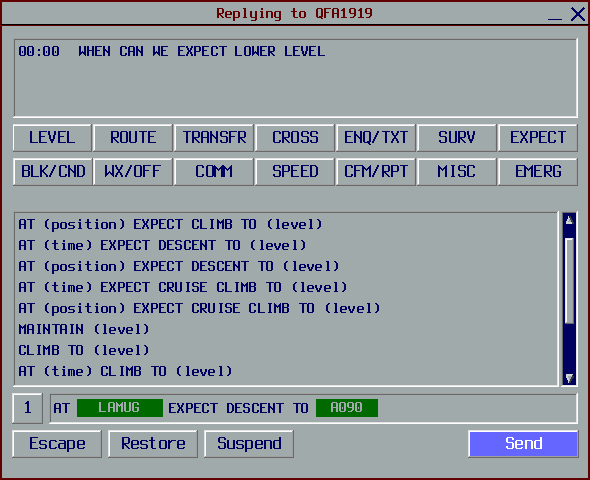 Replying to QFA1919
00:00 WHEN CAN WE EXPECT LOWER LEVEL
LEVEL ROUTE TRANSFR CROSS ENQ/TXT SURV EXPECT
BLK/CND WX/OFF COMM SPEED CFM/RPT MISC EMERG
AT (position) EXPECT CLIMB TO (level)
AT (time) EXPECT DESCENT TO (level)
AT (position) EXPECT DESCENT TO (level)
AT (time) EXPECT CRUISE CLIMB TO (level)
AT (position) EXPECT CRUISE CLIMB TO (level)
MAINTAIN (level)
CLIMB TO (level)
AT (time) CLIMB TO (level)
1 AT LAMUG EXPECT DESCENT TO A090
Escape Restore Suspend Send